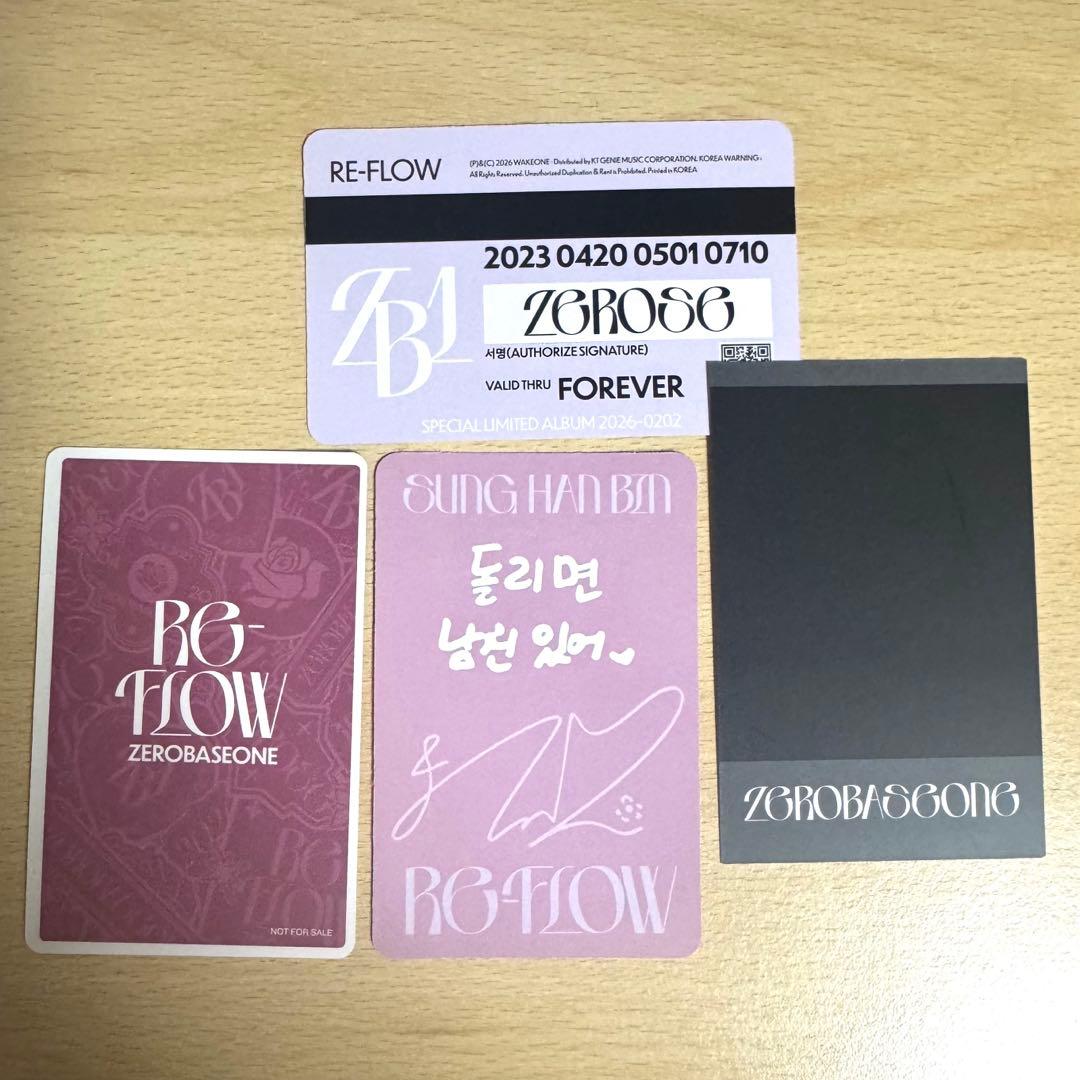 RE-FLOW
(P)&(C) 2026 WAKEONE · Distributed by KT GENIE MUSIC CORPORATION. KOREA WARNING :
All Rights Reserved. Unauthorized Duplication & Rent is Prohibited. Printed in KOREA
2023 0420 0501 0710
ZB1
ZEROSE
서명(AUTHORIZE SIGNATURE)
VALID THRU FOREVER
SPECIAL LIMITED ALBUM 2026-0202
RE-
FLOW
ZEROBASEONE
NOT FOR SALE
SUNG HAN BIN
돌리면
남친 있어
RE-FLOW
ZEROBASEONE